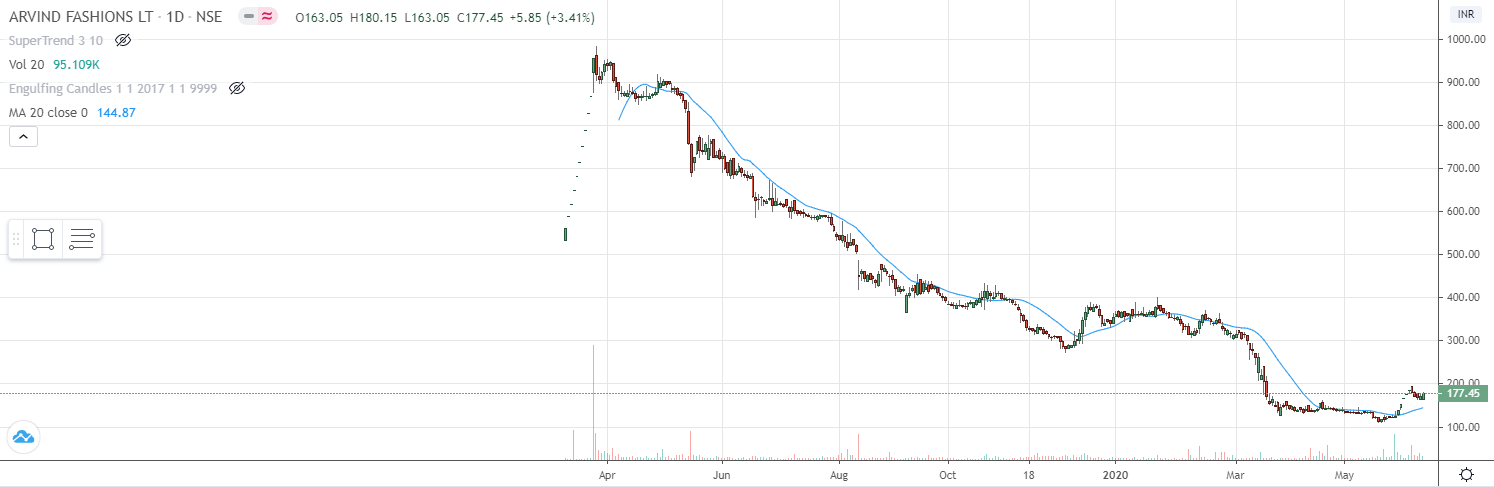 ARVIND FASHIONS LT · 1D · NSE O163.05 H180.15 L163.05 C177.45 +5.85 (+3.41%)
INR
SuperTrend 3 10
Vol 20 95.109K
Engulfing Candles 1 1 2017 1 1 9999
MA 20 close 0 144.87
1000.00
900.00
800.00
700.00
600.00
500.00
400.00
300.00
200.00
177.45
100.00
Apr Jun Aug Oct 18 2020 Mar May